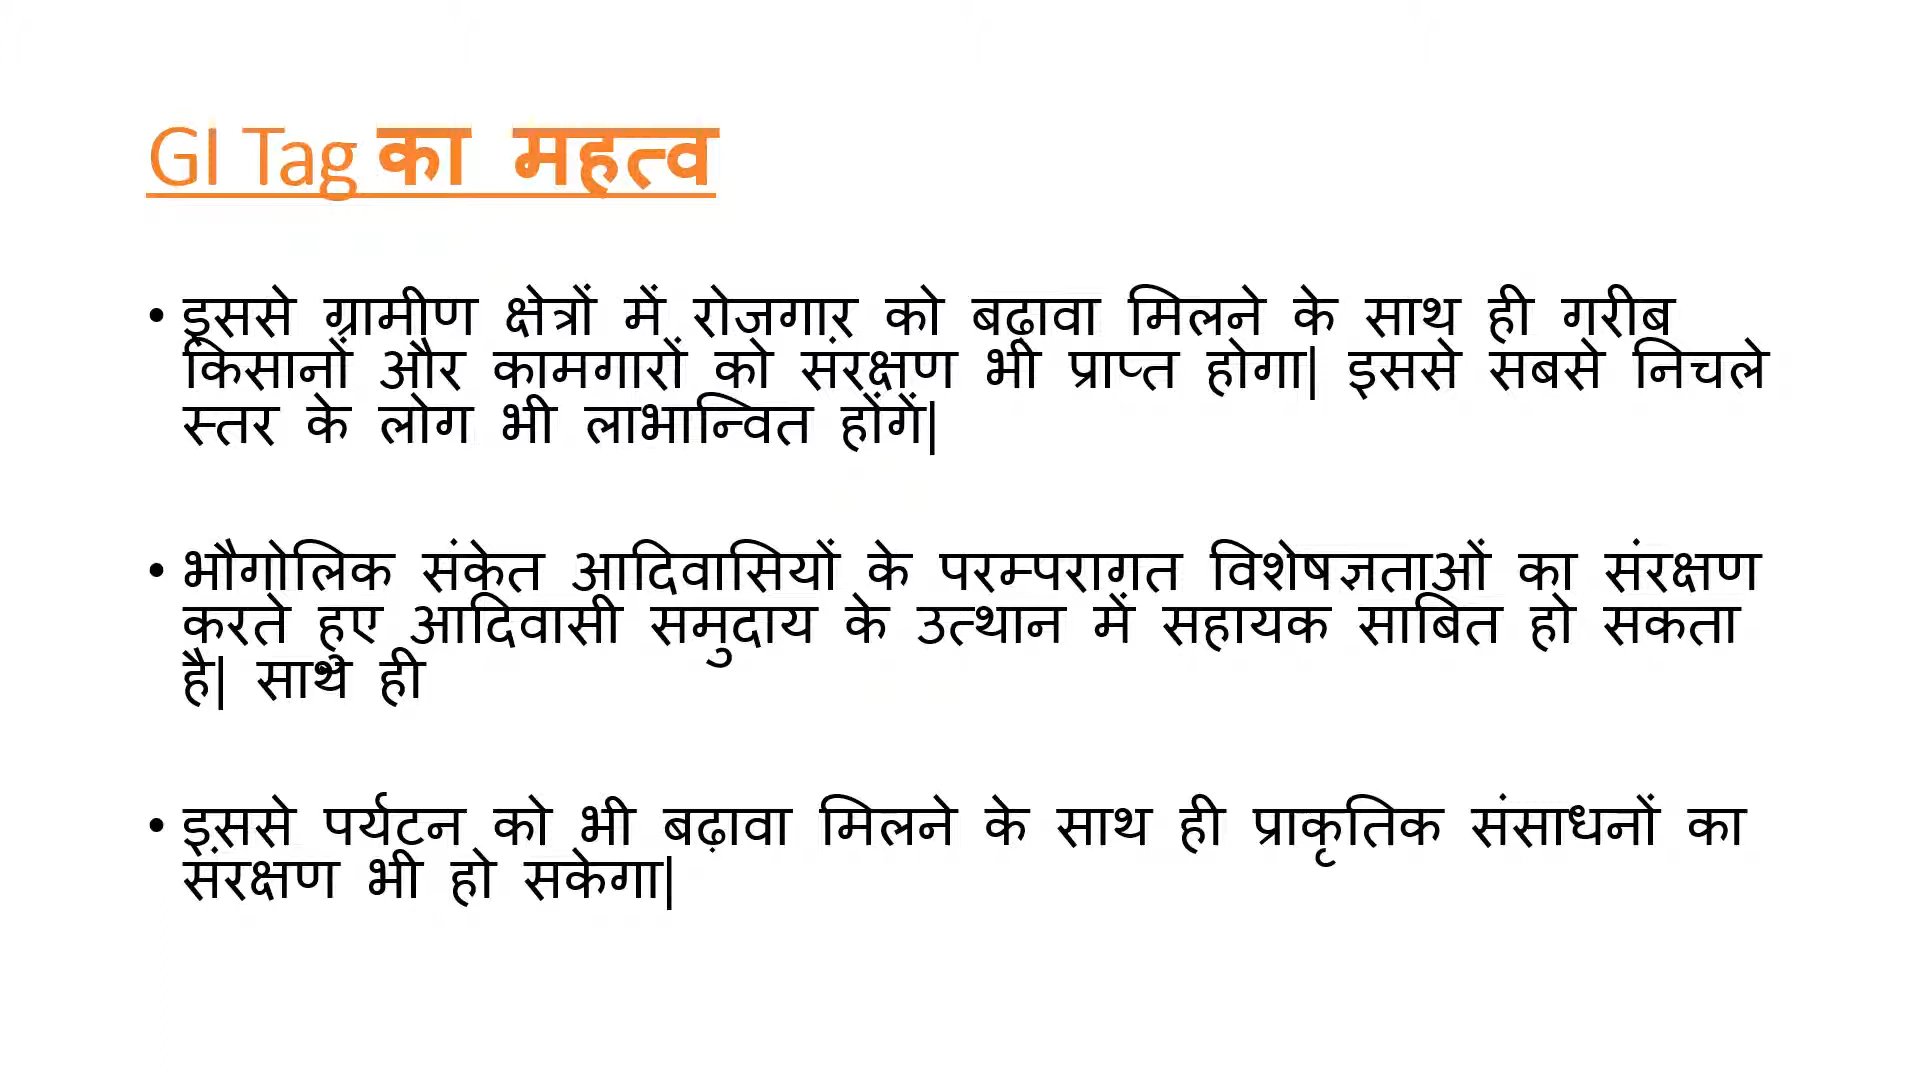 GI Tag का महत्व
• इससे ग्रामीण क्षेत्रों में रोजगार को बढ़ावा मिलने के साथ ही गरीब
किसानों और कामगारों को संरक्षण भी प्राप्त होगा| इससे सबसे निचले
स्तर के लोग भी लाभान्वित होंगें|
• भौगोलिक संकेत आदिवासियों के परम्परागत विशेषज्ञताओं का संरक्षण
करते हुए आदिवासी समुदाय के उत्थान में सहायक साबित हो सकता
है| साथ ही
• इससे पर्यटन को भी बढ़ावा मिलने के साथ ही प्राकृतिक संसाधनों का
संरक्षण भी हो सकेगा|